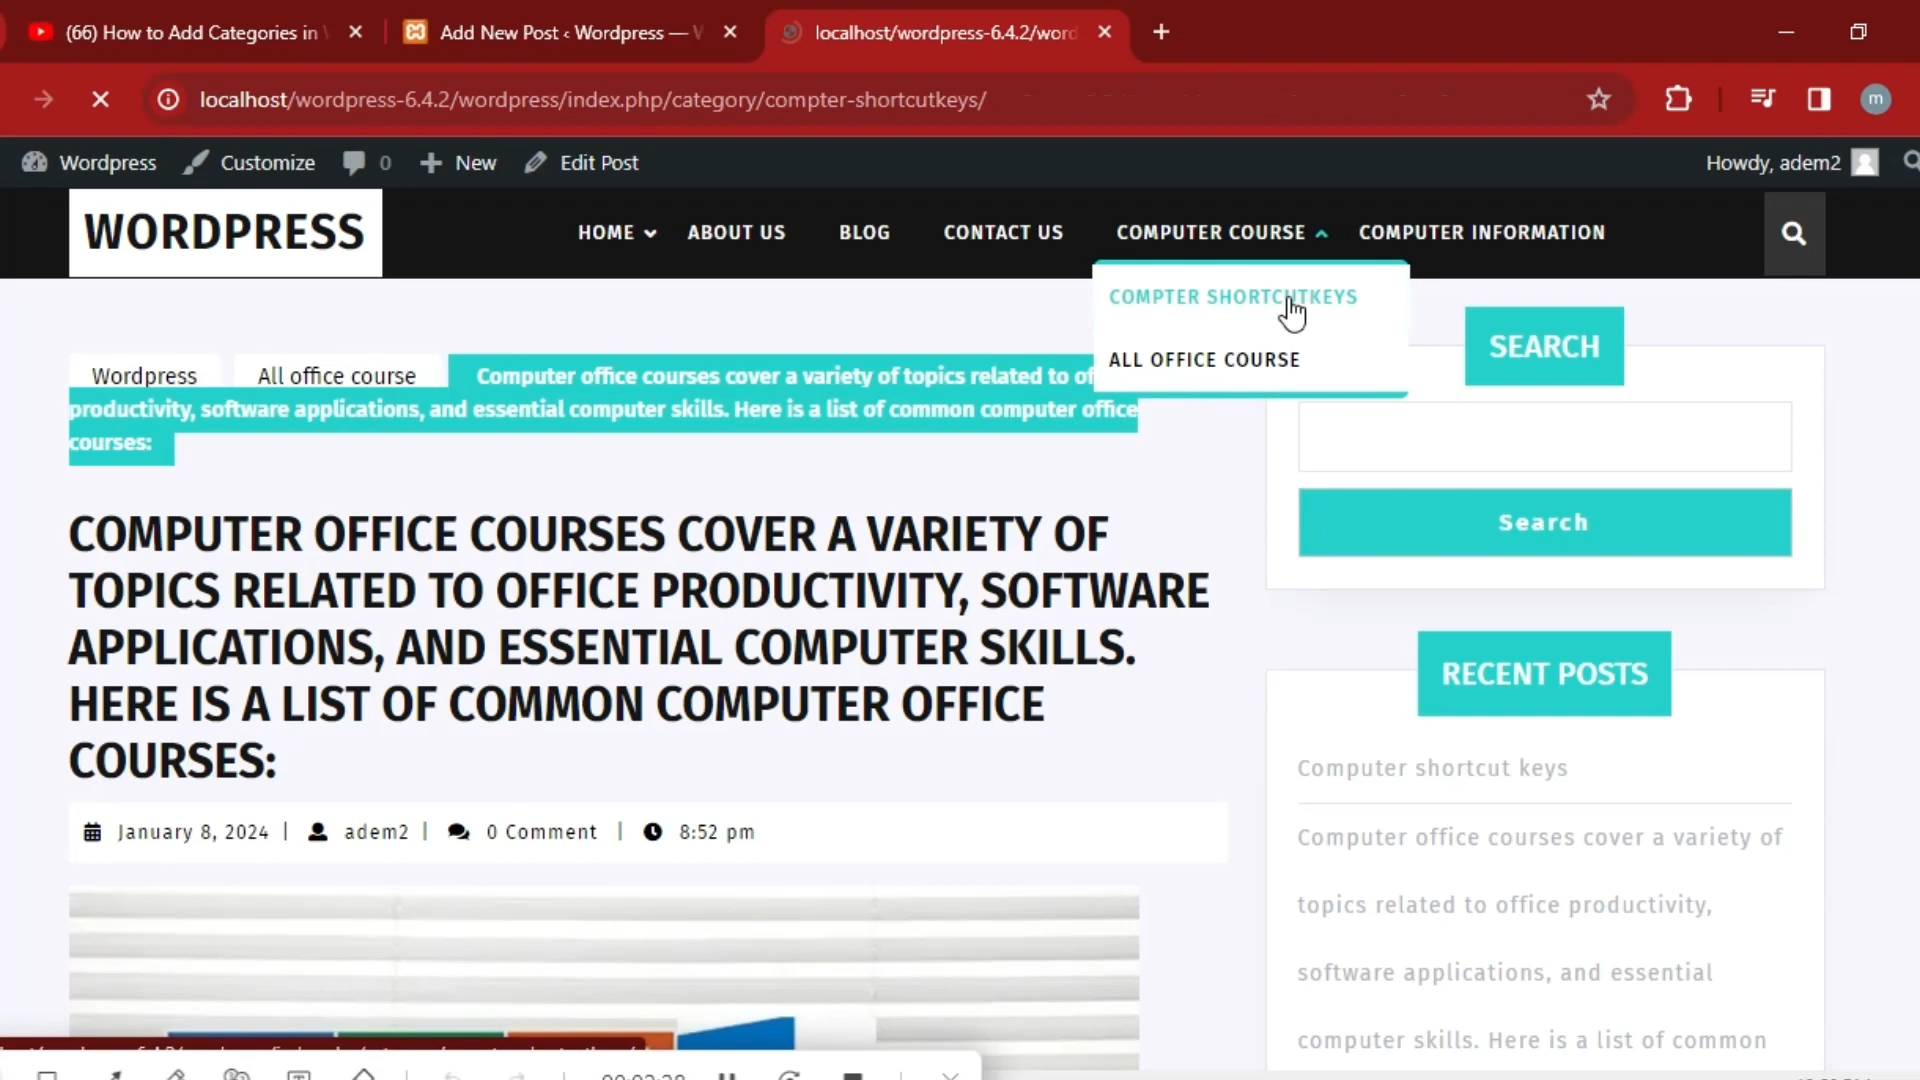 (66) How to Add Categories in
Add New Post ‹ Wordpress —
localhost/wordpress-6.4.2/word
localhost/wordpress-6.4.2/wordpress/index.php/category/compter-shortcutkeys/
m
Wordpress
Customize
0
New
Edit Post
Howdy, adem2
WORDPRESS
HOME
ABOUT US
BLOG
CONTACT US
COMPUTER COURSE
COMPUTER INFORMATION
COMPTER SHORTCUTKEYS
ALL OFFICE COURSE
Wordpress
All office course
Computer office courses cover a variety of topics related to of
productivity, software applications, and essential computer skills. Here is a list of common computer office
courses:
COMPUTER OFFICE COURSES COVER A VARIETY OF
TOPICS RELATED TO OFFICE PRODUCTIVITY, SOFTWARE
APPLICATIONS, AND ESSENTIAL COMPUTER SKILLS.
HERE IS A LIST OF COMMON COMPUTER OFFICE
COURSES:
January 8, 2024 |
adem2 |
0 Comment |
8:52 pm
SEARCH
Search
RECENT POSTS
Computer shortcut keys
Computer office courses cover a variety of
topics related to office productivity,
software applications, and essential
computer skills. Here is a list of common